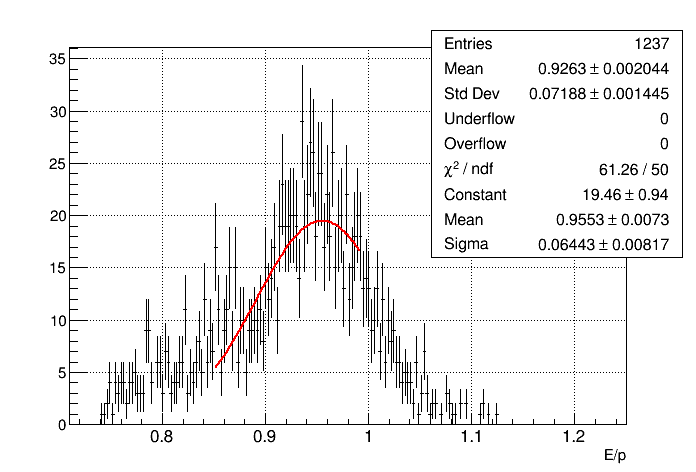 Entries 1237
Mean 0.9263 ± 0.002044
Std Dev 0.07188 ± 0.001445
Underflow 0
Overflow 0
χ² / ndf 61.26 / 50
Constant 19.46 ± 0.94
Mean 0.9553 ± 0.0073
Sigma 0.06443 ± 0.00817
35
30
25
20
15
10
5
0
0.8 0.9 1 1.1 1.2
E/p